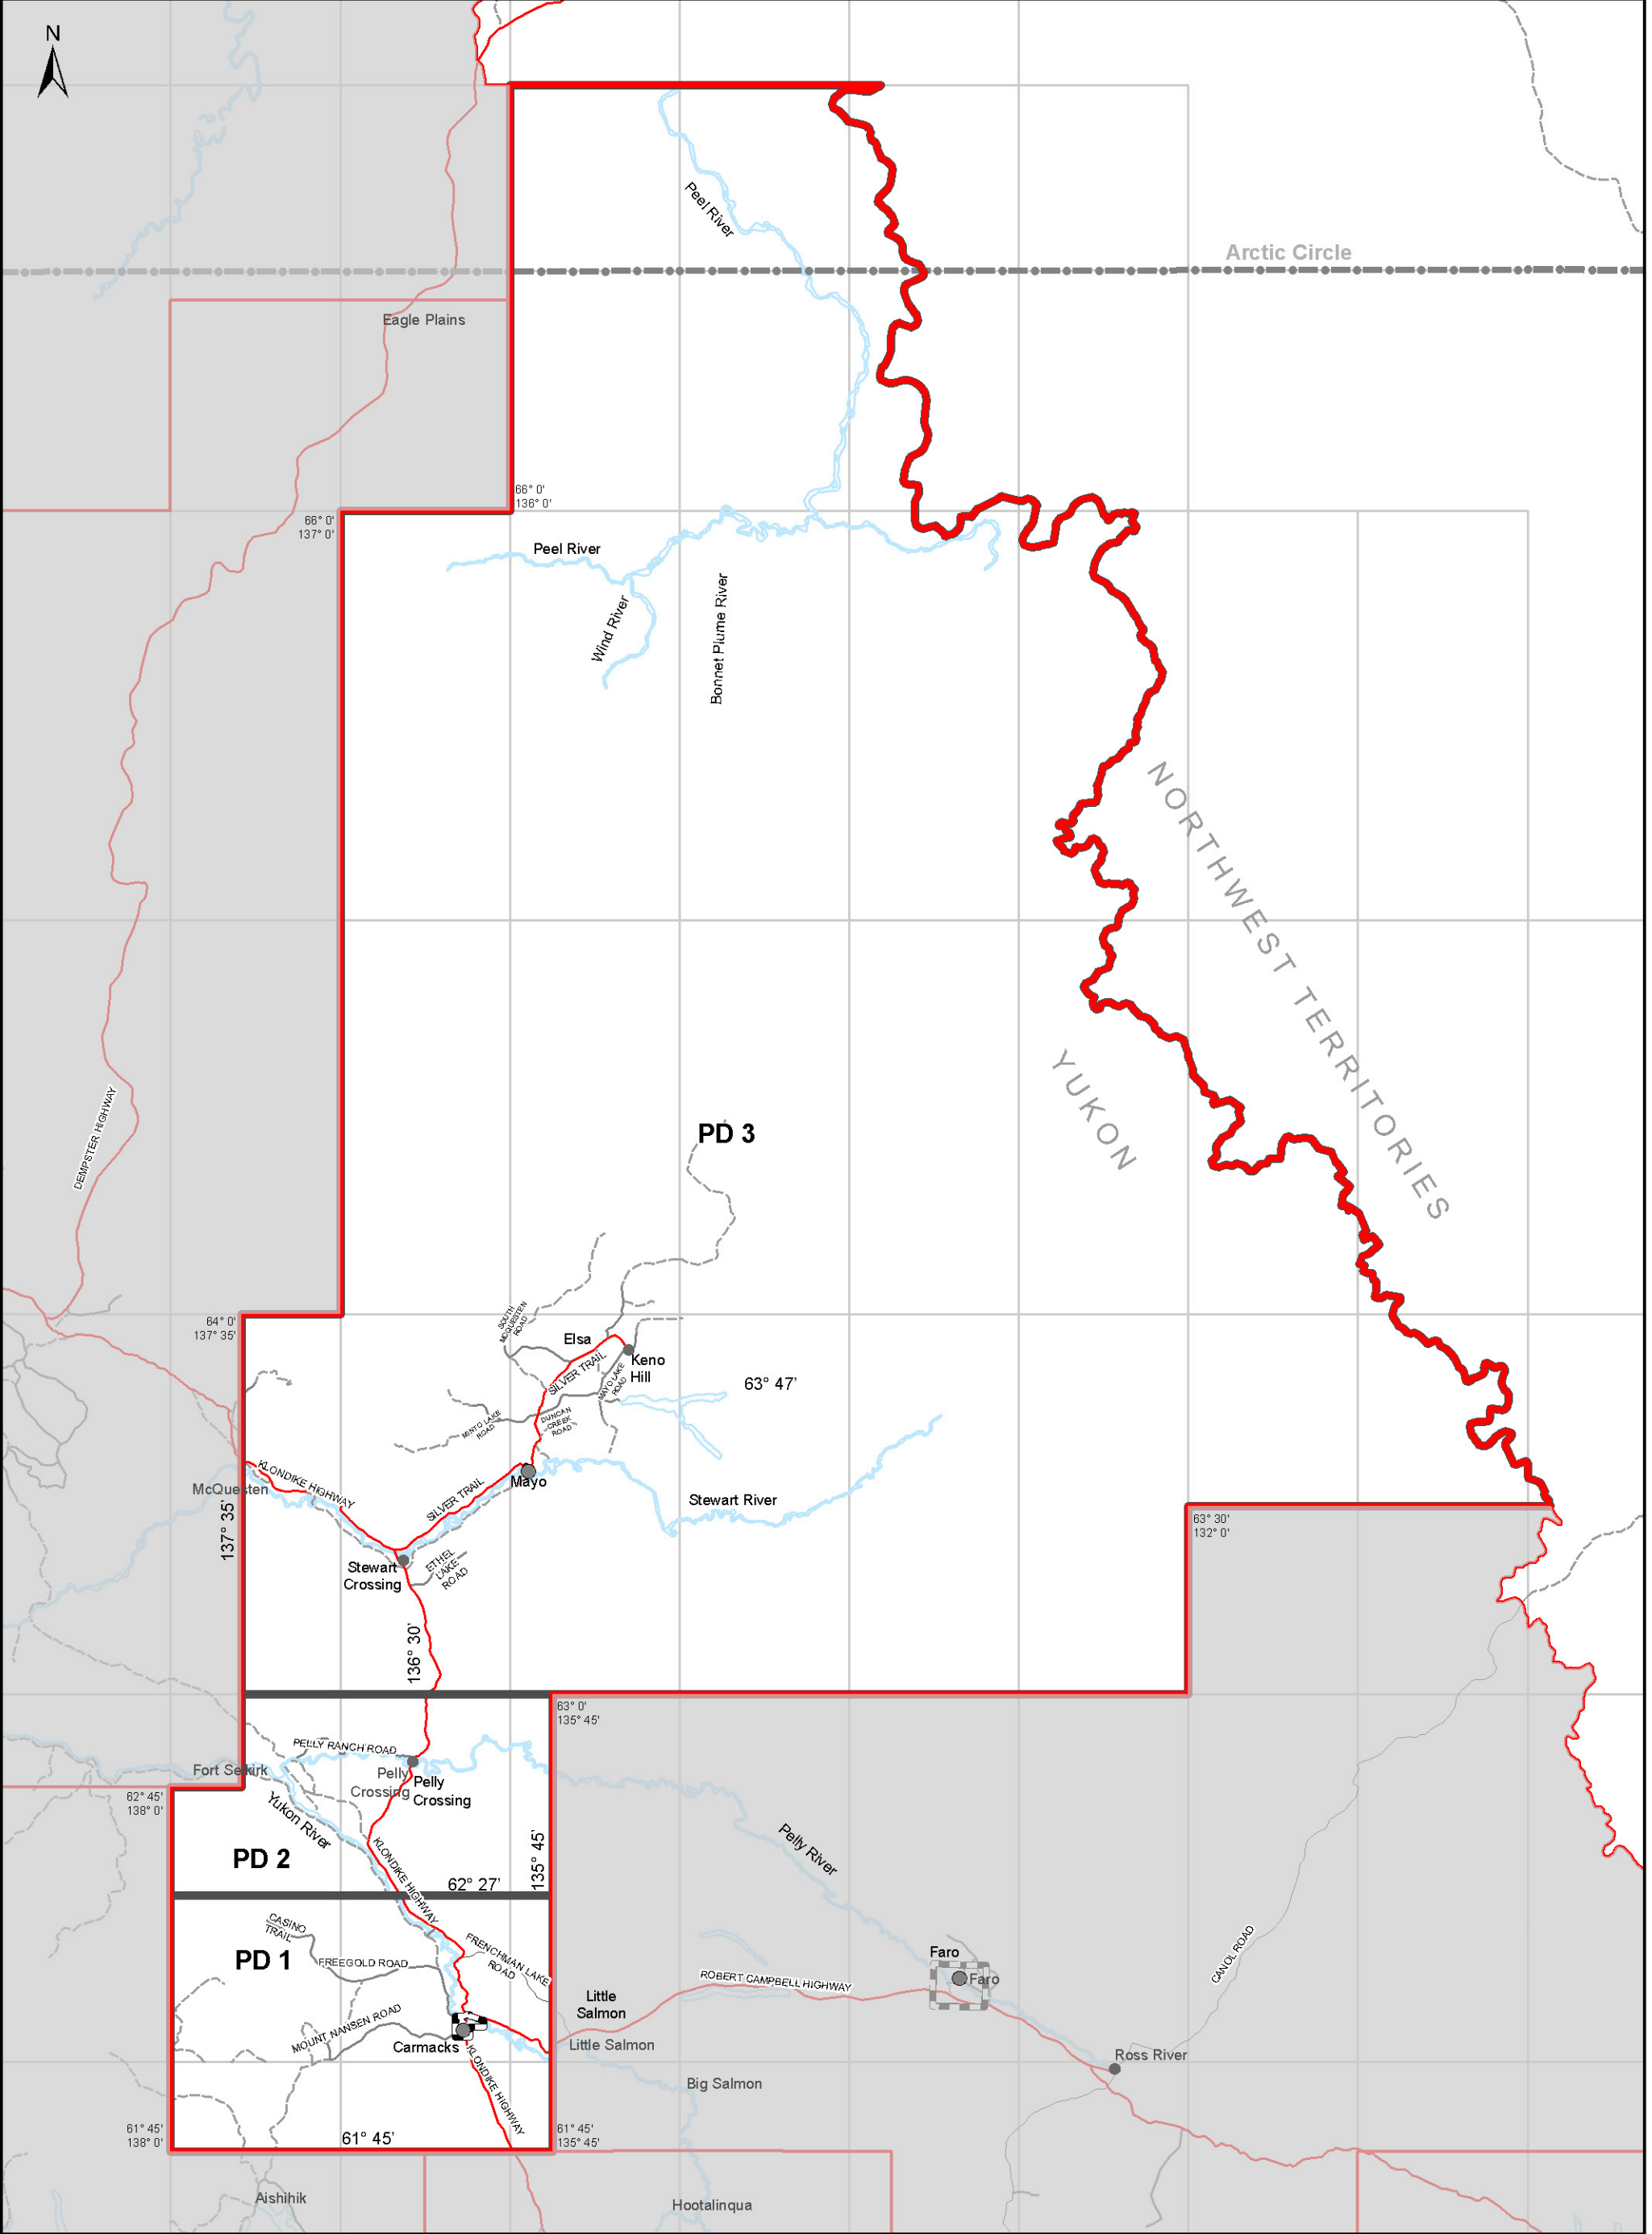 N
Peel River
Arctic Circle
Eagle Plains
66° 0'
136° 0'
66° 0'
137° 0'
Peel River
Wind River
Bonnet Plume River
NORTHWEST TERRITORIES
YUKON
DEMPSTER HIGHWAY
PD 3
64° 0'
137° 35'
SOUTH
MCQUESTEN
ROAD
Elsa
SILVER TRAIL
Keno
Hill
MAYO LAKE
ROAD
63° 47'
MINTO LAKE
ROAD
DUNCAN
CREEK
ROAD
KLONDIKE HIGHWAY
McQuesten
Mayo
SILVER TRAIL
Stewart River
137° 35'
63° 30'
132° 0'
Stewart
Crossing
ETHEL
LAKE
ROAD
136° 30'
63° 0'
135° 45'
PELLY RANCH ROAD
Fort Selkirk
Pelly
Crossing
Pelly
Crossing
62° 45'
138° 0'
Yukon River
PD 2
KLONDIKE HIGHWAY
135° 45'
62° 27'
Pelly River
CASINO
TRAIL
PD 1
FREEGOLD ROAD
FRENCHMAN LAKE
ROAD
MOUNT NANSEN ROAD
Carmacks
KLONDIKE HIGHWAY
Little
Salmon
Little Salmon
ROBERT CAMPBELL HIGHWAY
Faro
Faro
CANOL ROAD
Ross River
Big Salmon
61° 45'
138° 0'
61° 45'
61° 45'
135° 45'
Aishihik
Hootalinqua